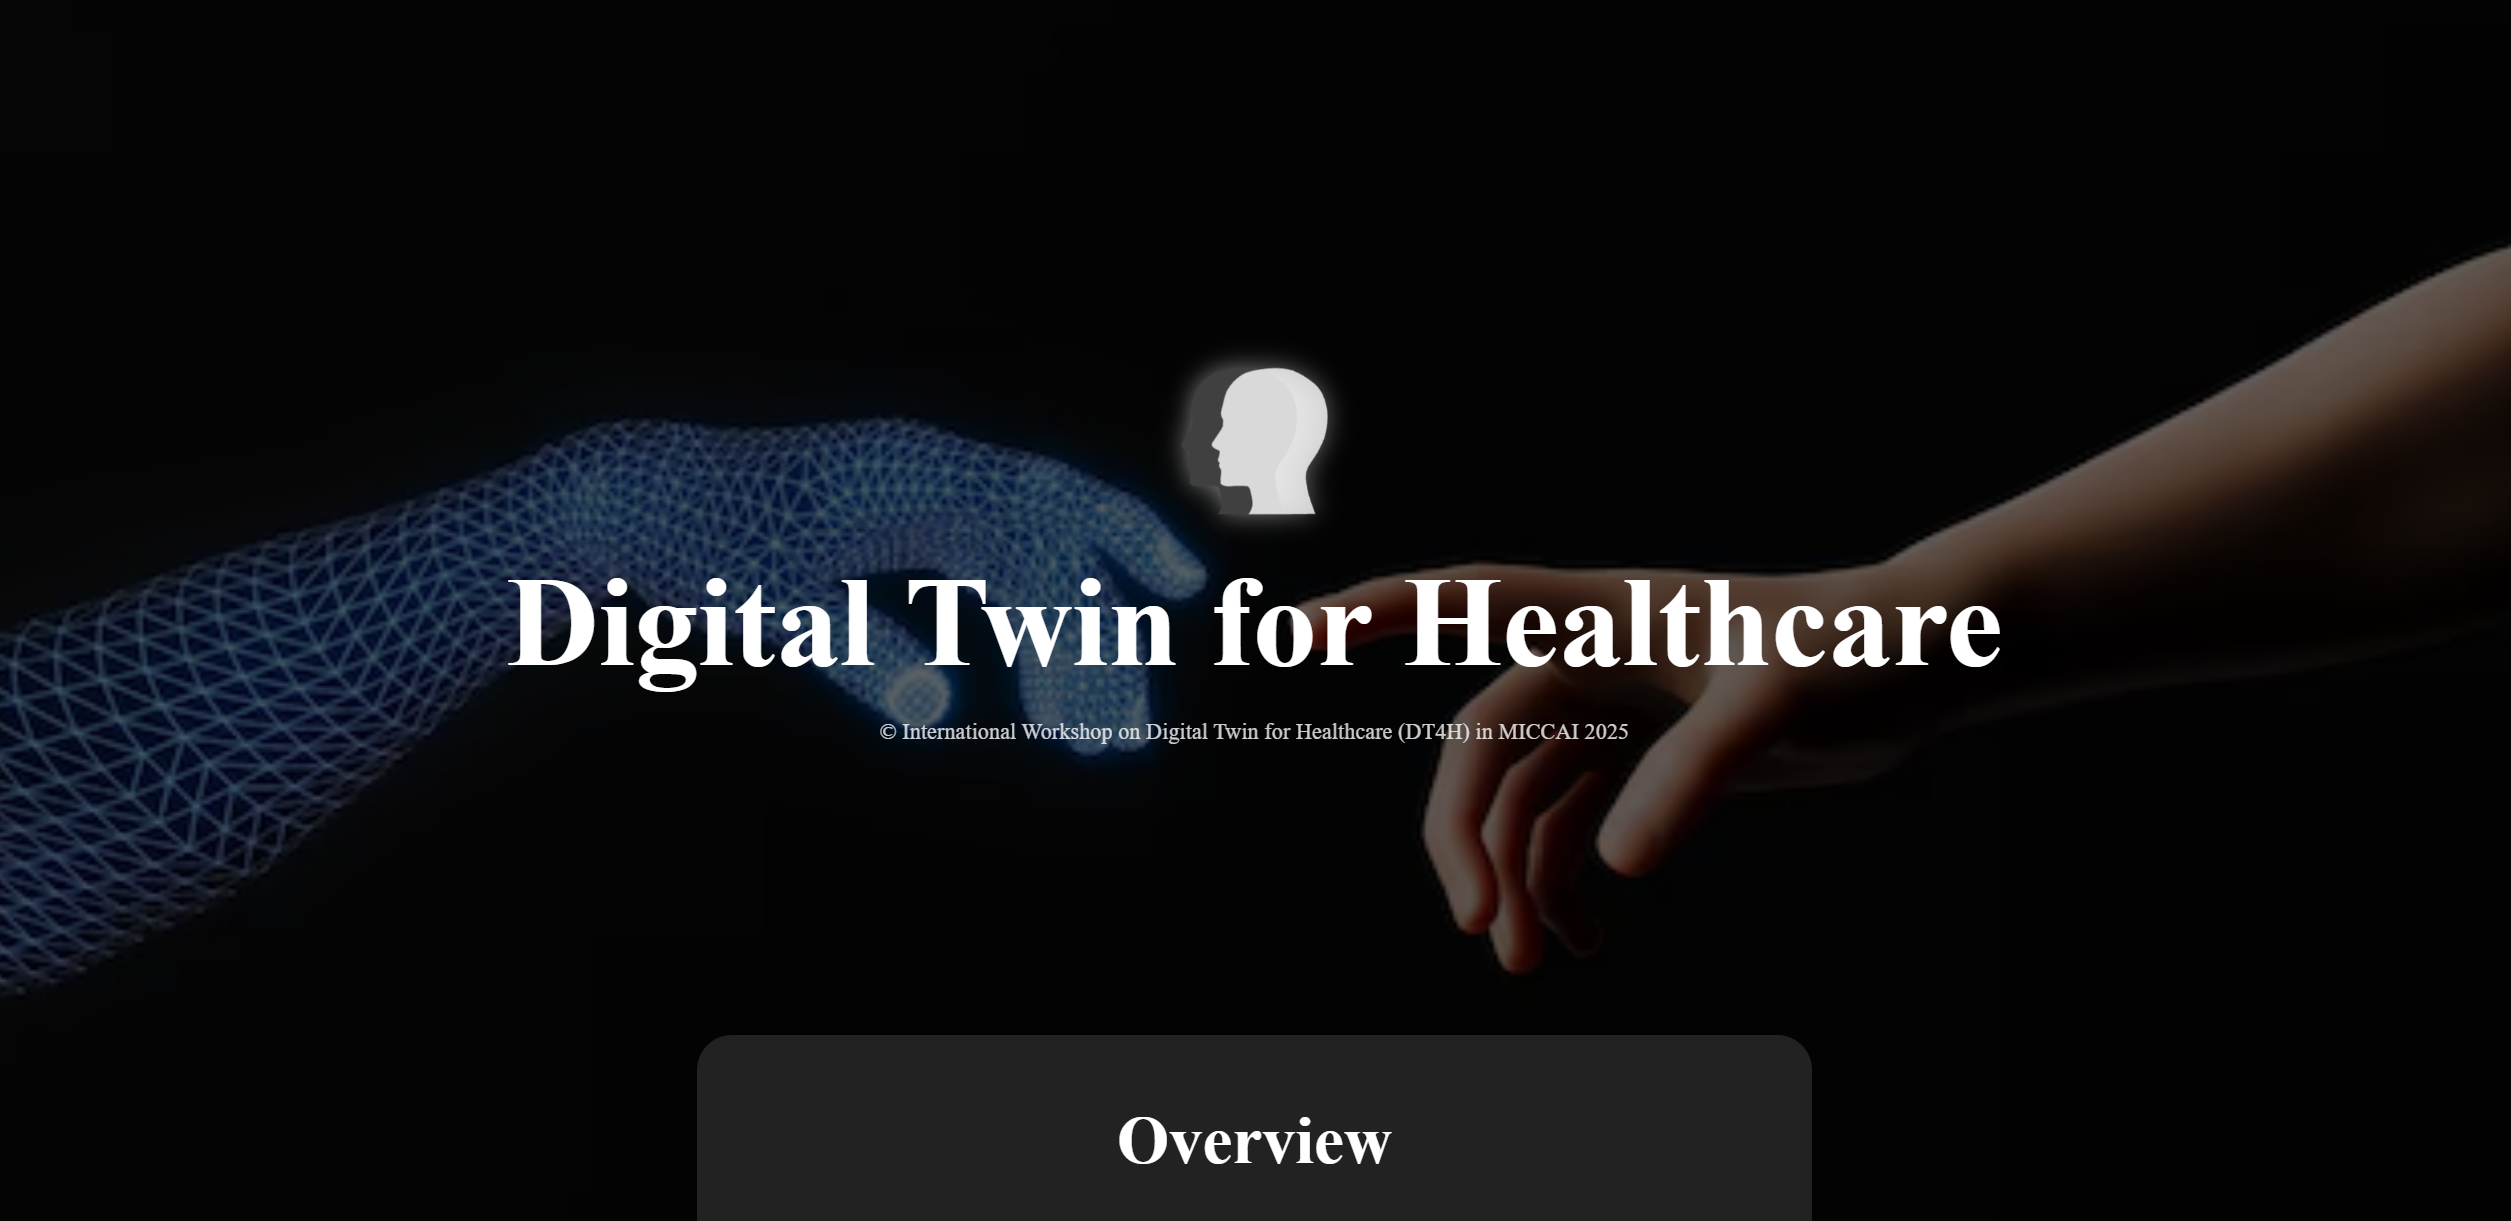 Digital Twin for Healthcare
© International Workshop on Digital Twin for Healthcare (DT4H) in MICCAI 2025
Overview